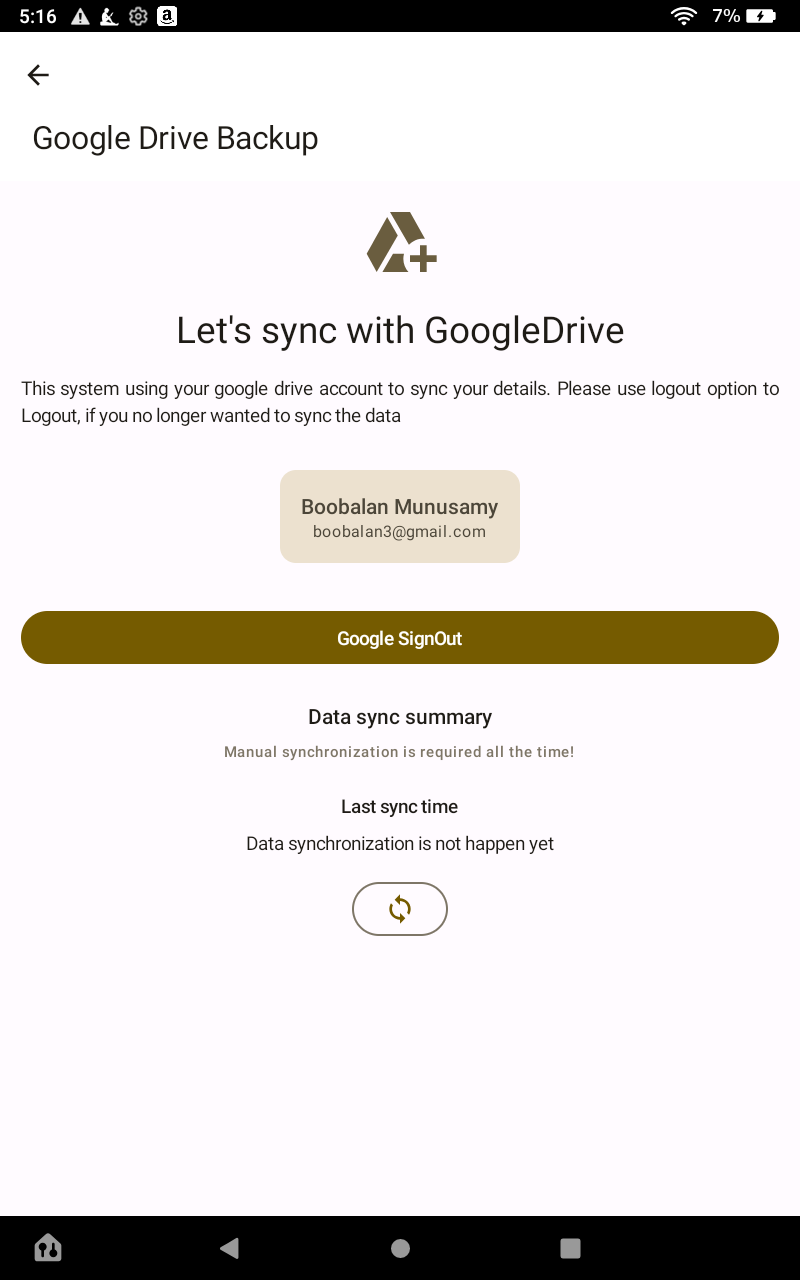 5:16
7%
Google Drive Backup
Let's sync with GoogleDrive
This system using your google drive account to sync your details. Please use logout option to
Logout, if you no longer wanted to sync the data
Boobalan Munusamy
boobalan3@gmail.com
Google SignOut
Data sync summary
Manual synchronization is required all the time!
Last sync time
Data synchronization is not happen yet